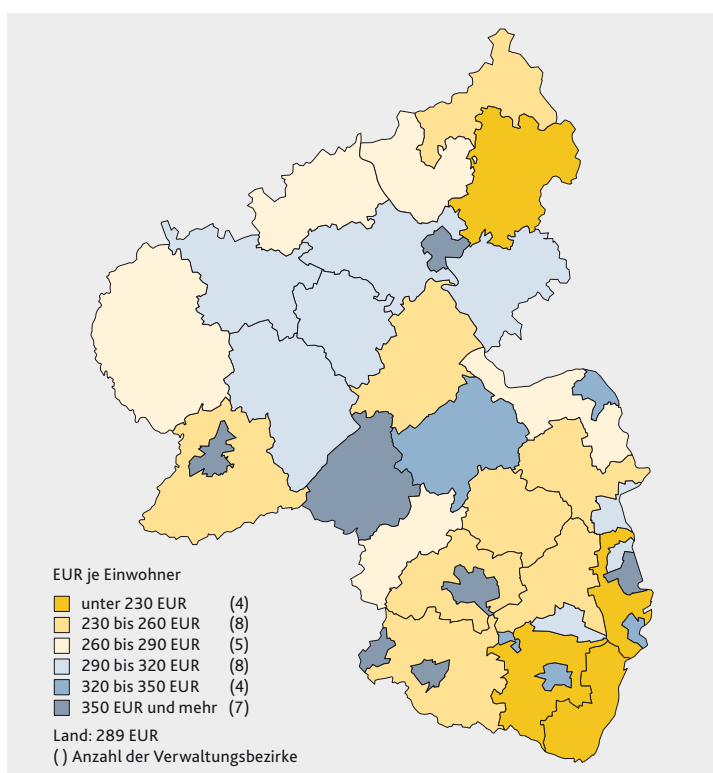 EUR je Einwohner
unter 230 EUR (4)
230 bis 260 EUR (8)
260 bis 290 EUR (5)
290 bis 320 EUR (8)
320 bis 350 EUR (4)
350 EUR und mehr (7)
Land: 289 EUR
( ) Anzahl der Verwaltungsbezirke